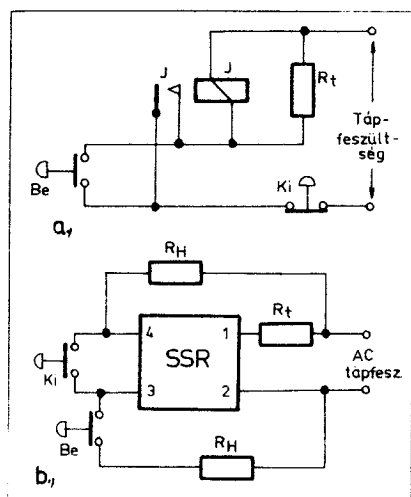 J
J
Rt
Táp-
feszült-
ség
Be
Ki
a,
RH
4
1
Rt
SSR
AC
tápfesz.
Ki
3
2
Be
RH
b,